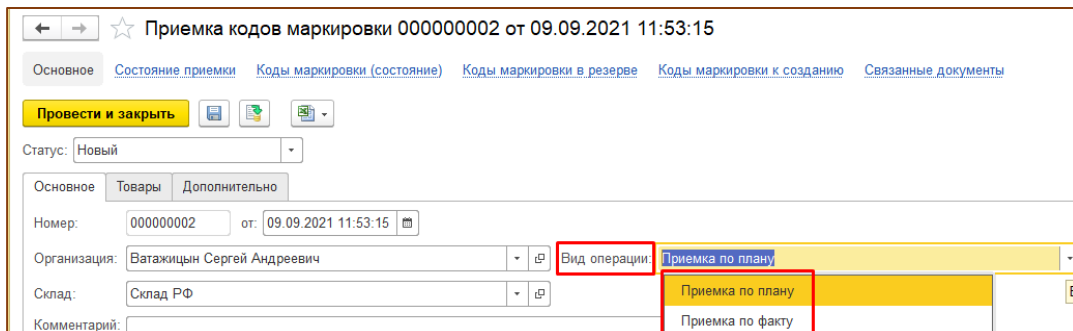 Приемка кодов маркировки 000000002 от 09.09.2021 11:53:15
Основное Состояние приемки Коды маркировки (состояние) Коды маркировки в резерве Коды маркировки к созданию Связанные документы
Провести и закрыть
Статус: Новый
Основное Товары Дополнительно
Номер: 000000002 от: 09.09.2021 11:53:15
Организация: Ватажицын Сергей Андреевич Вид операции: Приемка по плану
Склад: Склад РФ Приемка по плану
Комментарий: Приемка по факту